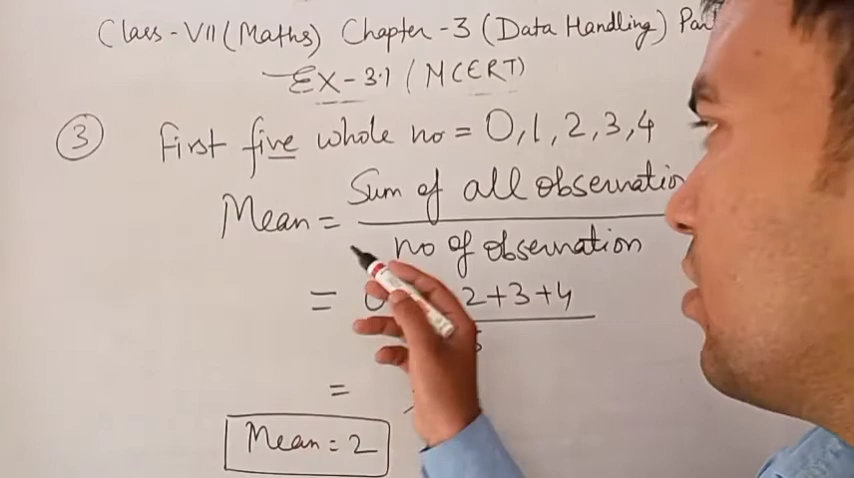 Class-VII (Maths) Chapter-3 (Data Handling)
Ex-3.1 (NCERT)
③ First five whole no = 0,1,2,3,4
Mean = Sum of all
no of observation
= 2+3+4
=
Mean = 2